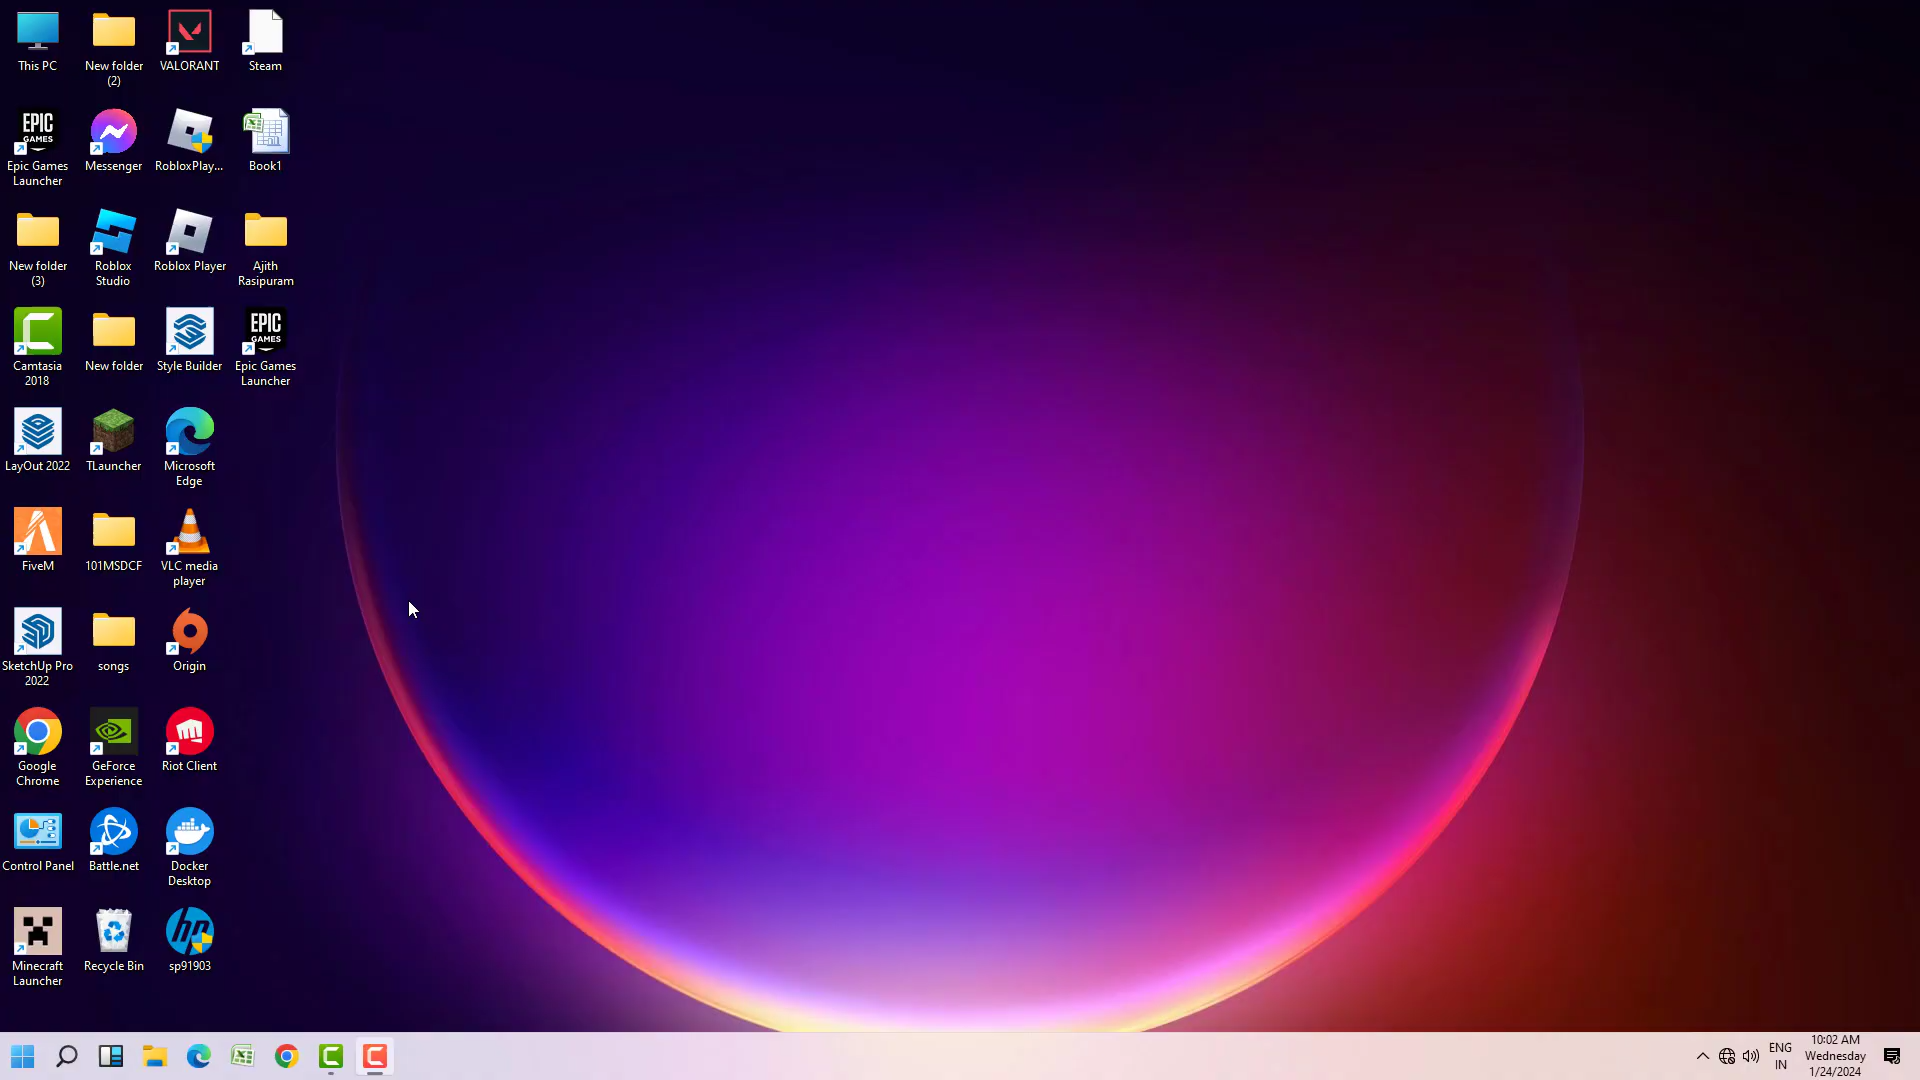 This PC
New folder
(2)
VALORANT
Steam
EPIC
GAMES
Epic Games
Launcher
Messenger
RobloxPlay...
Book1
New folder
(3)
Roblox
Studio
Roblox Player
Ajith
Rasipuram
Camtasia
2018
New folder
Style Builder
EPIC
GAMES
Epic Games
Launcher
LayOut 2022
TLauncher
Microsoft
Edge
FiveM
101MSDCF
VLC media
player
SketchUp Pro
2022
songs
Origin
Google
Chrome
GeForce
Experience
Riot Client
Control Panel
Battle.net
Docker
Desktop
Minecraft
Launcher
Recycle Bin
hp
sp91903
ENG
IN
10:02 AM
Wednesday
1/24/2024